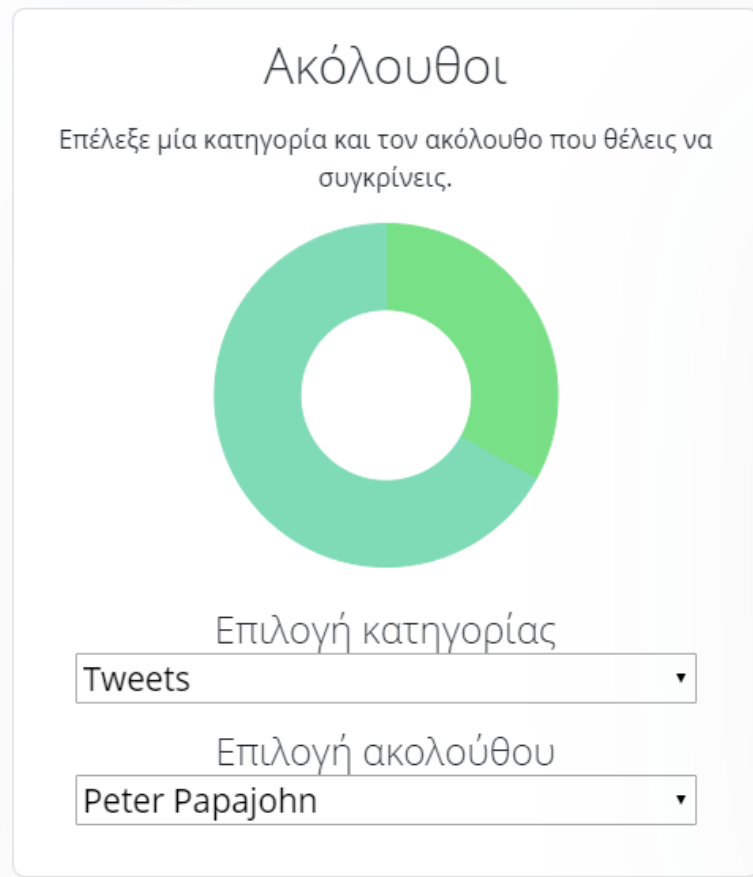 Ακόλουθοι
Επέλεξε μία κατηγορία και τον ακόλουθο που θέλεις να
συγκρίνεις.
Επιλογή κατηγορίας
Tweets
Επιλογή ακολούθου
Peter Papajohn